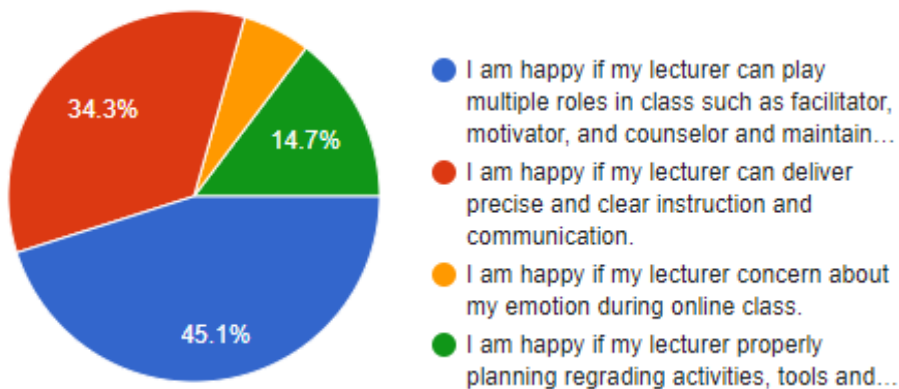 34.3%
14.7%
45.1%
I am happy if my lecturer can play
multiple roles in class such as facilitator,
motivator, and counselor and maintain…
I am happy if my lecturer can deliver
precise and clear instruction and
communication.
I am happy if my lecturer concern about
my emotion during online class.
I am happy if my lecturer properly
planning regrading activities, tools and…